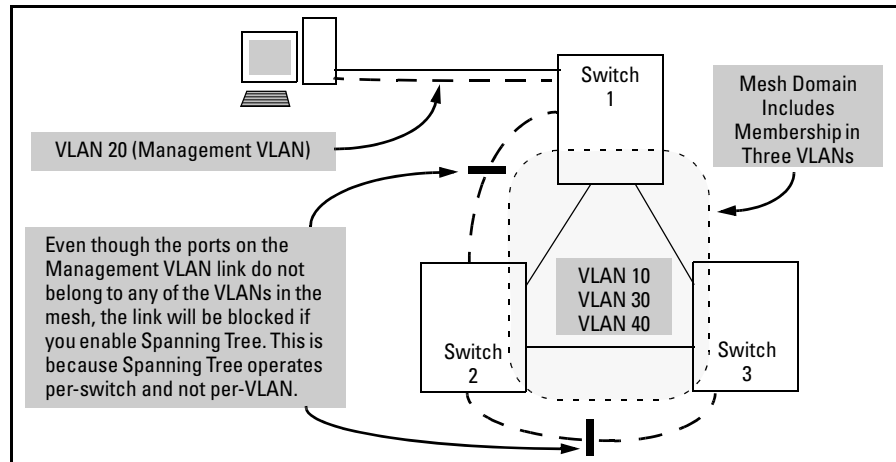 Switch
1
Mesh Domain
Includes
Membership in
Three VLANs
VLAN 20 (Management VLAN)
Even though the ports on the
Management VLAN link do not
belong to any of the VLANs in the
mesh, the link will be blocked if
you enable Spanning Tree. This is
because Spanning Tree operates
per-switch and not per-VLAN.
VLAN 10
VLAN 30
VLAN 40
Switch
2
Switch
3